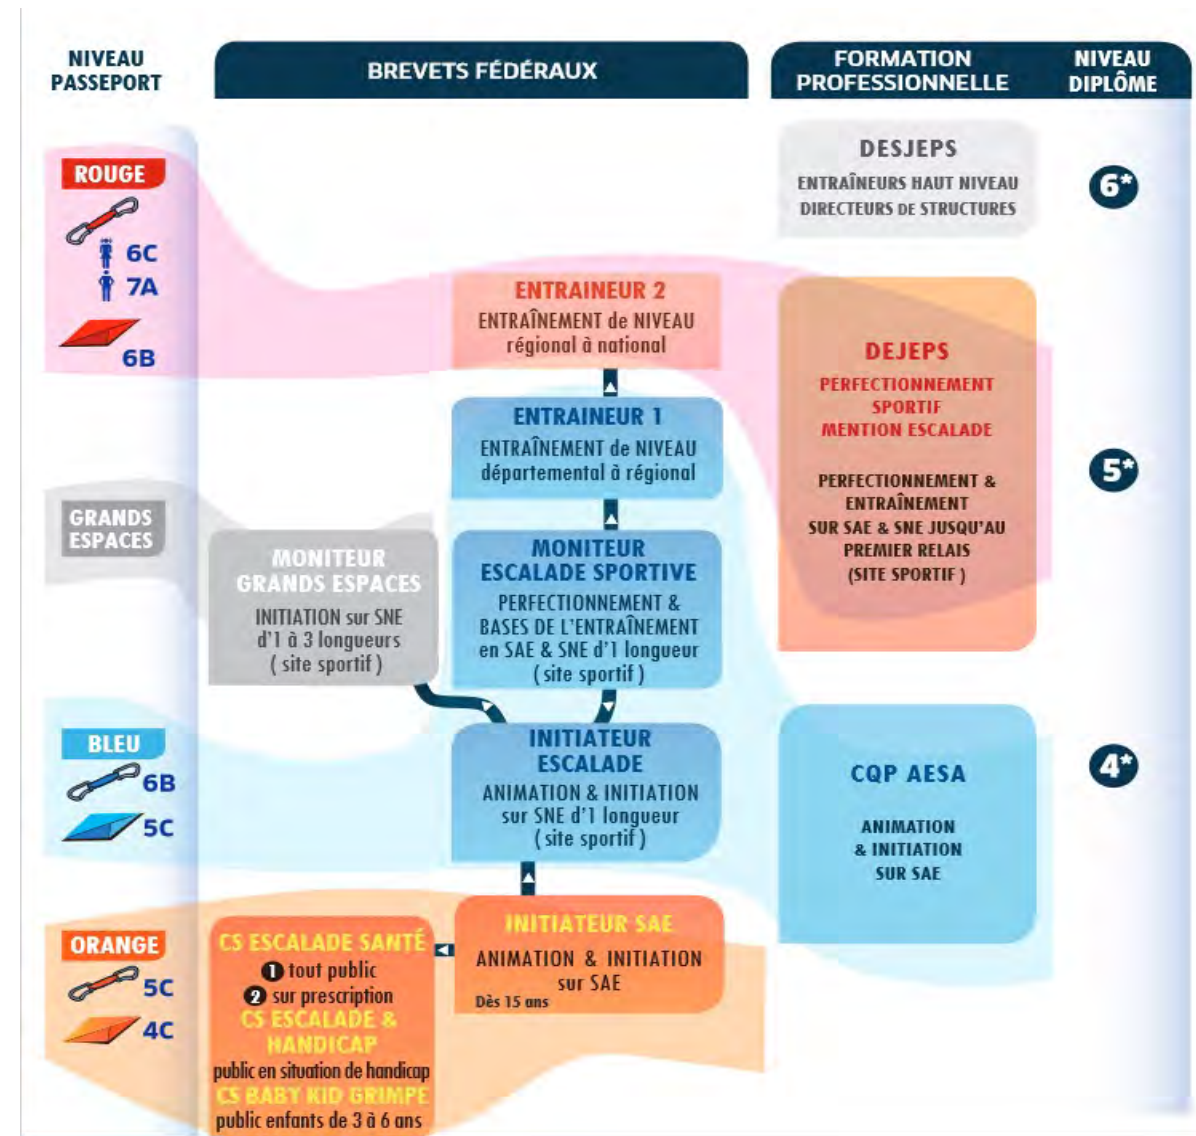 NIVEAU
PASSEPORT
BREVETS FÉDÉRAUX
FORMATION
PROFESSIONNELLE
NIVEAU
DIPLÔME
ROUGE
6C
7A
6B
DESJEPS
ENTRAÎNEURS HAUT NIVEAU
DIRECTEURS DE STRUCTURES
6*
ENTRAINEUR 2
ENTRAÎNEMENT de NIVEAU
régional à national
ENTRAINEUR 1
ENTRAÎNEMENT de NIVEAU
départemental à régional
DEJEPS
PERFECTIONNEMENT
SPORTIF
MENTION ESCALADE
PERFECTIONNEMENT &
ENTRAÎNEMENT
SUR SAE & SNE JUSQU'AU
PREMIER RELAIS
(SITE SPORTIF )
5*
GRANDS
ESPACES
MONITEUR
GRANDS ESPACES
INITIATION sur SNE
d'1 à 3 longueurs
( site sportif )
MONITEUR
ESCALADE SPORTIVE
PERFECTIONNEMENT &
BASES DE L'ENTRAÎNEMENT
en SAE & SNE d'1 longueur
( site sportif )
BLEU
6B
5C
INITIATEUR
ESCALADE
ANIMATION & INITIATION
sur SNE d'1 longueur
( site sportif )
CQP AESA
ANIMATION
& INITIATION
SUR SAE
4*
ORANGE
5C
4C
CS ESCALADE SANTÉ
1 tout public
2 sur prescription
CS ESCALADE &
HANDICAP
public en situation de handicap
CS BABY KID GRIMPE
public enfants de 3 à 6 ans
INITIATEUR SAE
ANIMATION & INITIATION
sur SAE
Dès 15 ans